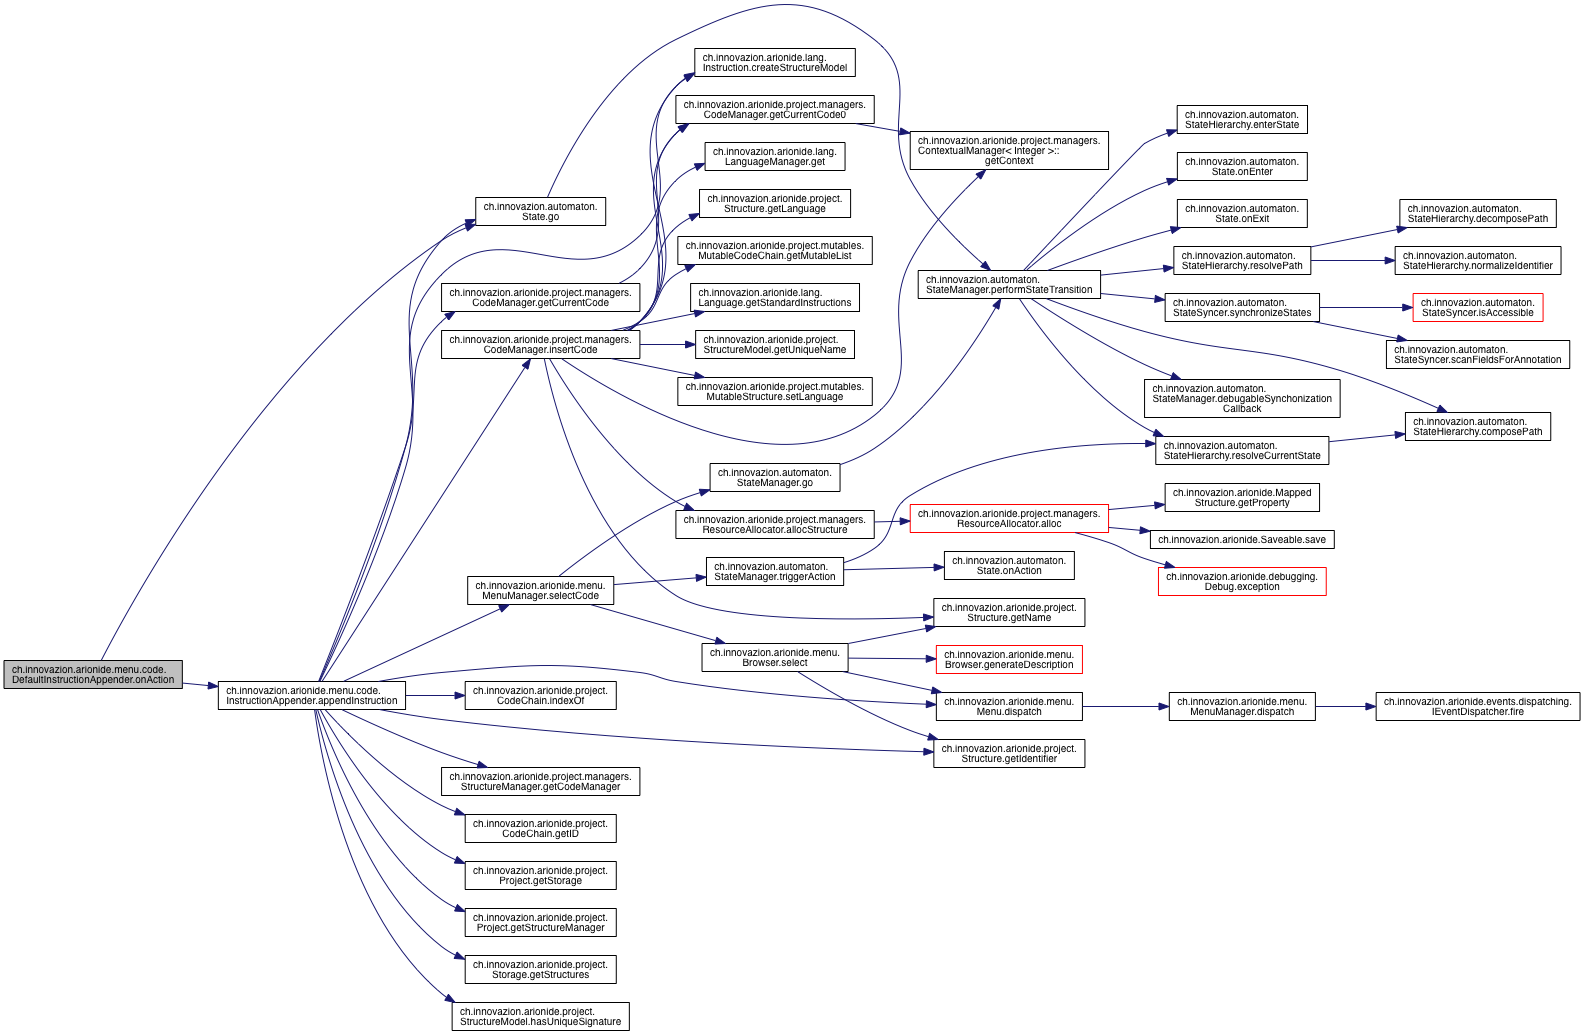 ch.innovazion.arionide.menu.code.
DefaultInstructionAppender.onAction
ch.innovazion.arionide.menu.code.
InstructionAppender.appendInstruction
ch.innovazion.automaton.
State.go
ch.innovazion.arionide.project.managers.
CodeManager.getCurrentCode
ch.innovazion.arionide.project.managers.
CodeManager.insertCode
ch.innovazion.arionide.menu.
MenuManager.selectCode
ch.innovazion.arionide.project.
CodeChain.indexOf
ch.innovazion.arionide.project.managers.
StructureManager.getCodeManager
ch.innovazion.arionide.project.
CodeChain.getID
ch.innovazion.arionide.project.
Project.getStorage
ch.innovazion.arionide.project.
Project.getStructureManager
ch.innovazion.arionide.project.
Storage.getStructures
ch.innovazion.arionide.project.
StructureModel.hasUniqueSignature
ch.innovazion.arionide.lang.
Instruction.createStructureModel
ch.innovazion.arionide.project.managers.
CodeManager.getCurrentCode0
ch.innovazion.arionide.lang.
LanguageManager.get
ch.innovazion.arionide.project.
Structure.getLanguage
ch.innovazion.arionide.project.mutables.
MutableCodeChain.getMutableList
ch.innovazion.arionide.lang.
Language.getStandardInstructions
ch.innovazion.arionide.project.
StructureModel.getUniqueName
ch.innovazion.arionide.project.mutables.
MutableStructure.setLanguage
ch.innovazion.automaton.
StateManager.go
ch.innovazion.arionide.project.managers.
ResourceAllocator.allocStructure
ch.innovazion.automaton.
StateManager.triggerAction
ch.innovazion.arionide.menu.
Browser.select
ch.innovazion.arionide.project.managers.
ContextualManager< Integer >::
getContext
ch.innovazion.automaton.
StateManager.performStateTransition
ch.innovazion.arionide.project.managers.
ResourceAllocator.alloc
ch.innovazion.automaton.
State.onAction
ch.innovazion.arionide.project.
Structure.getName
ch.innovazion.arionide.menu.
Browser.generateDescription
ch.innovazion.arionide.menu.
Menu.dispatch
ch.innovazion.arionide.project.
Structure.getIdentifier
ch.innovazion.automaton.
StateHierarchy.enterState
ch.innovazion.automaton.
State.onEnter
ch.innovazion.automaton.
State.onExit
ch.innovazion.automaton.
StateHierarchy.resolvePath
ch.innovazion.automaton.
StateSyncer.synchronizeStates
ch.innovazion.automaton.
StateManager.debugableSynchonization
Callback
ch.innovazion.automaton.
StateHierarchy.resolveCurrentState
ch.innovazion.arionide.Mapped
Structure.getProperty
ch.innovazion.arionide.Saveable.save
ch.innovazion.arionide.debugging.
Debug.exception
ch.innovazion.arionide.menu.
MenuManager.dispatch
ch.innovazion.automaton.
StateHierarchy.decomposePath
ch.innovazion.automaton.
StateHierarchy.normalizeIdentifier
ch.innovazion.automaton.
StateSyncer.isAccessible
ch.innovazion.automaton.
StateSyncer.scanFieldsForAnnotation
ch.innovazion.automaton.
StateHierarchy.composePath
ch.innovazion.arionide.events.dispatching.
IEventDispatcher.fire